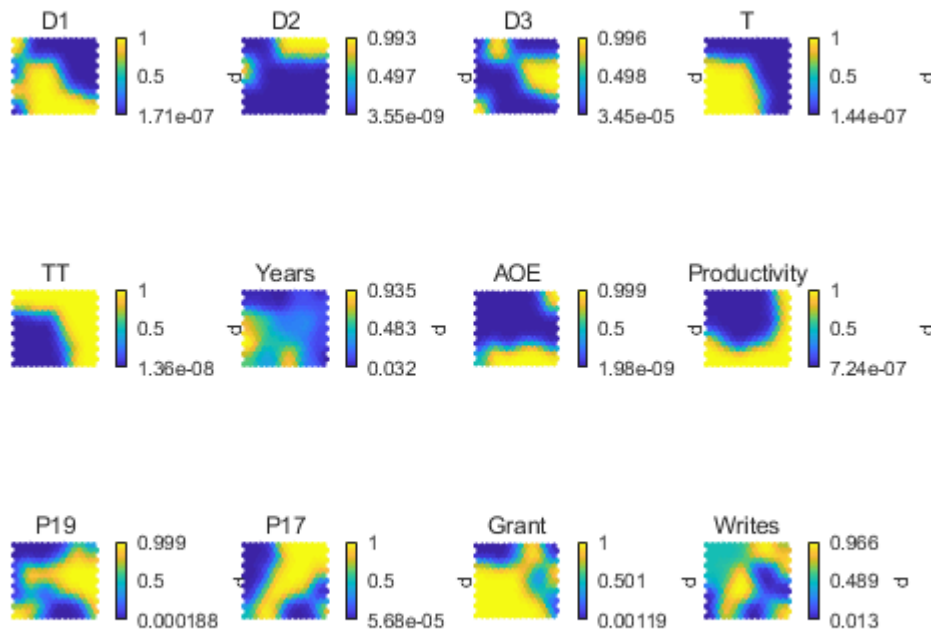 D1 D2 D3 T
1 0.993 0.996 1
0.5 d 0.497 d 0.498 d 0.5 d
1.71e-07 3.55e-09 3.45e-05 1.44e-07
TT Years AOE Productivity
1 0.935 0.999 1
0.5 d 0.483 d 0.5 d 0.5 d
1.36e-08 0.032 1.98e-09 7.24e-07
P19 P17 Grant Writes
0.999 1 1 0.966
0.5 d 0.5 d 0.501 d 0.489 d
0.000188 5.68e-05 0.00119 0.013